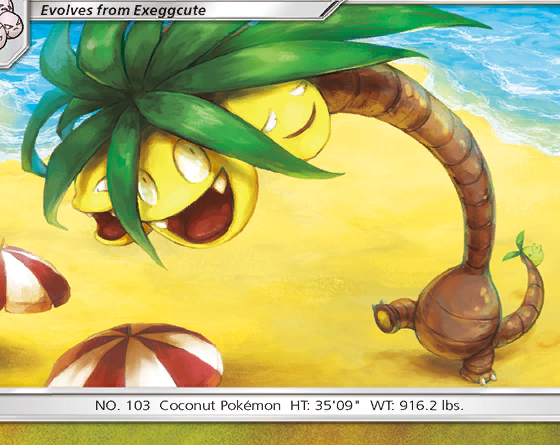 Evolves from Exeggcute
NO. 103 Coconut Pokémon HT: 35'09" WT: 916.2 lbs.